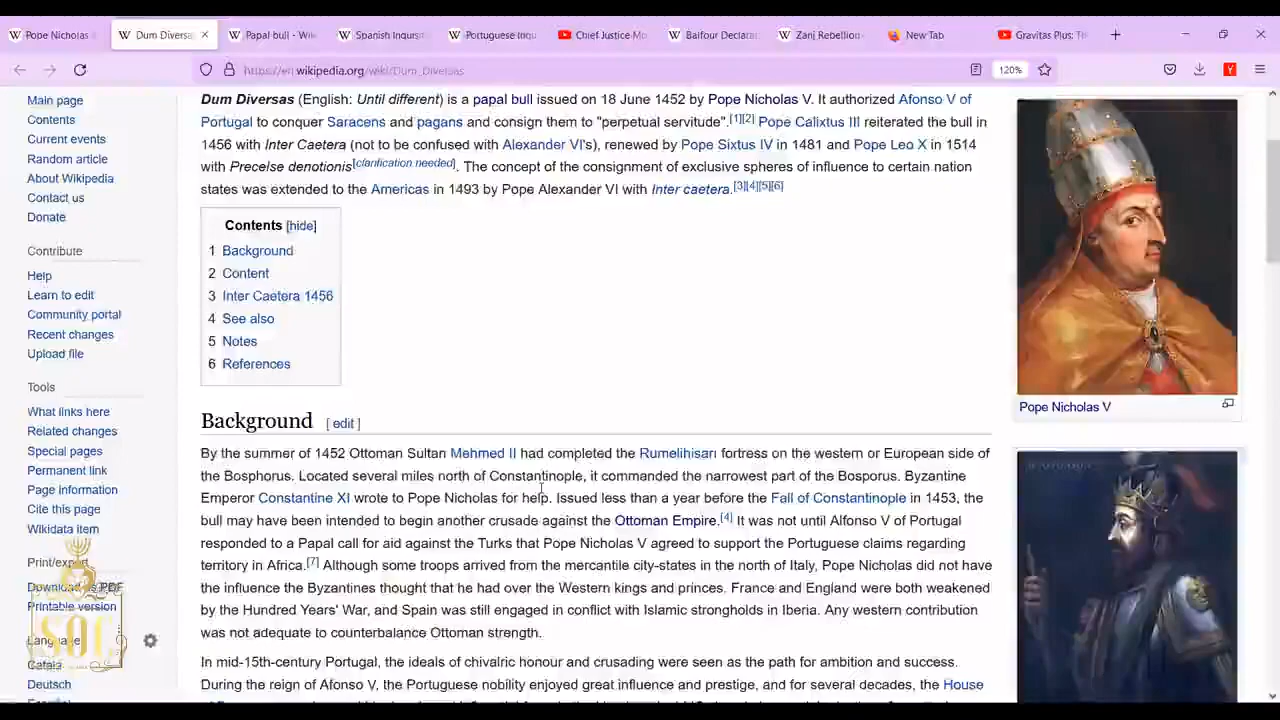 Pope Nicholas
Dum Diversas
Papal bull - Wik
Spanish Inquisit
Portuguese Inqu
Chief Justice Mo
Balfour Declarat
Zanj Rebellion
New Tab
Gravitas Plus: Th
https://en.wikipedia.org/wiki/Dum_Diversas
120%
Main page
Contents
Current events
Random article
About Wikipedia
Contact us
Donate
Contribute
Help
Learn to edit
Community portal
Recent changes
Upload file
Tools
What links here
Related changes
Special pages
Permanent link
Page information
Cite this page
Wikidata item
Print/export
Download as PDF
Printable version
SOC
Català
Deutsch
Dum Diversas (English: Until different) is a papal bull issued on 18 June 1452 by Pope Nicholas V. It authorized Afonso V of
Portugal to conquer Saracens and pagans and consign them to "perpetual servitude".[1][2] Pope Calixtus III reiterated the bull in
1456 with Inter Caetera (not to be confused with Alexander VI's), renewed by Pope Sixtus IV in 1481 and Pope Leo X in 1514
with Precelse denotionis[clarification needed]. The concept of the consignment of exclusive spheres of influence to certain nation
states was extended to the Americas in 1493 by Pope Alexander VI with Inter caetera.[3][4][5][6]
Contents [hide]
1 Background
2 Content
3 Inter Caetera 1456
4 See also
5 Notes
6 References
Background [ edit ]
By the summer of 1452 Ottoman Sultan Mehmed II had completed the Rumelihisarı fortress on the western or European side of
the Bosphorus. Located several miles north of Constantinople, it commanded the narrowest part of the Bosporus. Byzantine
Emperor Constantine XI wrote to Pope Nicholas for help. Issued less than a year before the Fall of Constantinople in 1453, the
bull may have been intended to begin another crusade against the Ottoman Empire.[4] It was not until Alfonso V of Portugal
responded to a Papal call for aid against the Turks that Pope Nicholas V agreed to support the Portuguese claims regarding
territory in Africa.[7] Although some troops arrived from the mercantile city-states in the north of Italy, Pope Nicholas did not have
the influence the Byzantines thought that he had over the Western kings and princes. France and England were both weakened
by the Hundred Years' War, and Spain was still engaged in conflict with Islamic strongholds in Iberia. Any western contribution
was not adequate to counterbalance Ottoman strength.
In mid-15th-century Portugal, the ideals of chivalric honour and crusading were seen as the path for ambition and success.
During the reign of Afonso V, the Portuguese nobility enjoyed great influence and prestige, and for several decades, the House
Pope Nicholas V